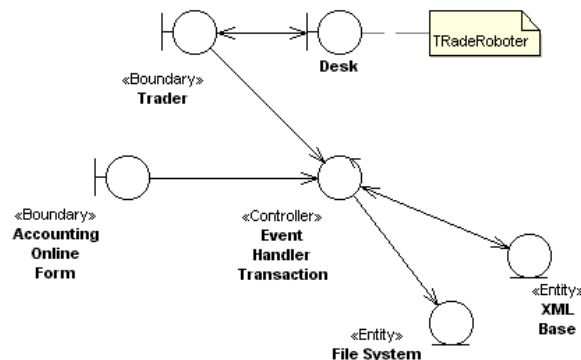 TRadeRoboter
Desk
«Boundary»
Trader
«Boundary»
Accounting
Online
Form
«Controller»
Event
Handler
Transaction
«Entity»
XML
Base
«Entity»
File System